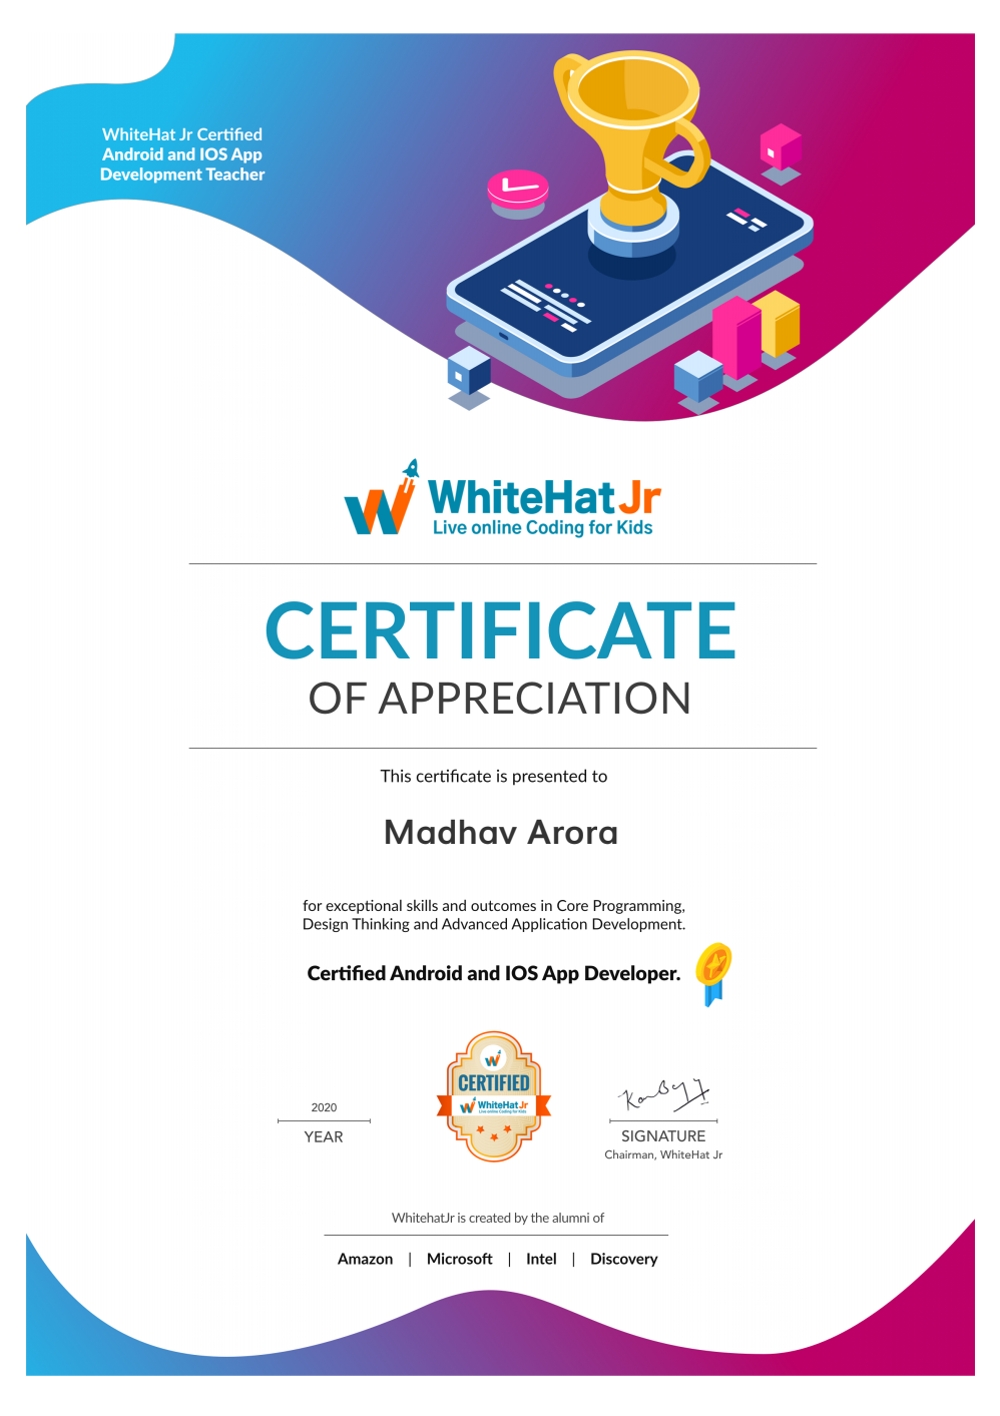 WhiteHat Jr Certified
Android and IOS App
Development Teacher
WhiteHat Jr
Live online Coding for Kids
CERTIFICATE
OF APPRECIATION
This certificate is presented to
Madhav Arora
for exceptional skills and outcomes in Core Programming,
Design Thinking and Advanced Application Development.
Certified Android and IOS App Developer.
CERTIFIED
WhiteHat Jr
Live online Coding for Kids
2020
YEAR
SIGNATURE
Chairman, WhiteHat Jr
WhitehatJr is created by the alumni of
Amazon | Microsoft | Intel | Discovery